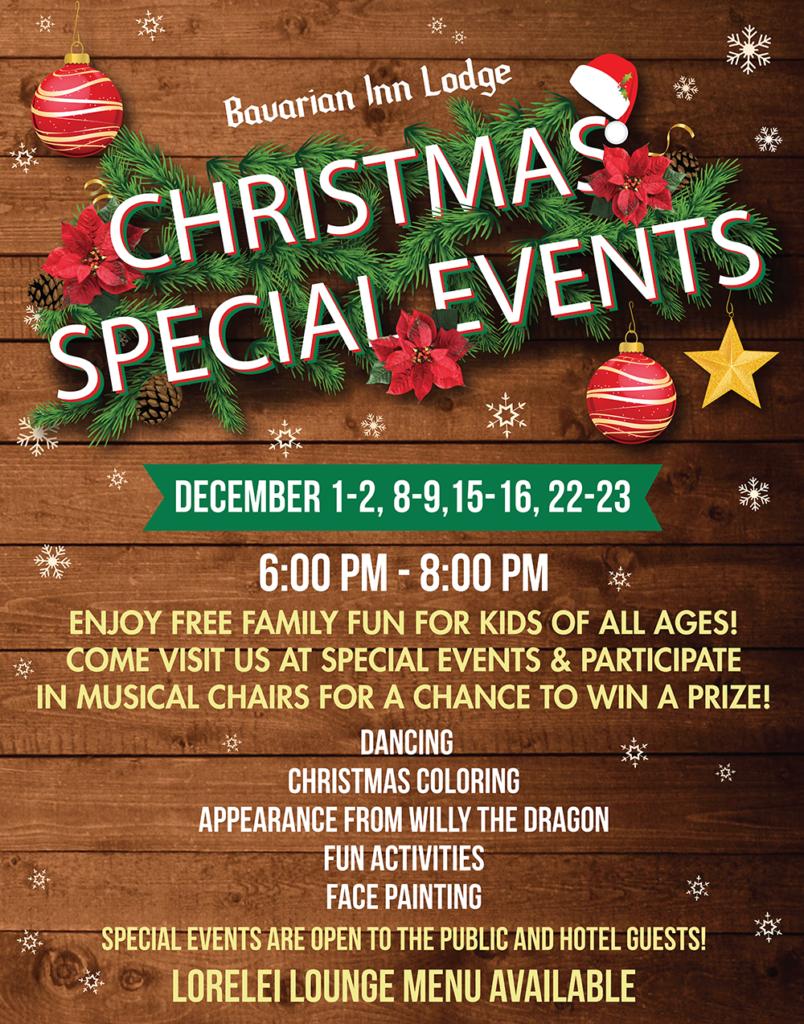 Bavarian Inn Lodge
CHRISTMAS
SPECIAL EVENTS
DECEMBER 1-2, 8-9,15-16, 22-23
6:00 PM - 8:00 PM
ENJOY FREE FAMILY FUN FOR KIDS OF ALL AGES!
COME VISIT US AT SPECIAL EVENTS & PARTICIPATE
IN MUSICAL CHAIRS FOR A CHANCE TO WIN A PRIZE!
DANCING
CHRISTMAS COLORING
APPEARANCE FROM WILLY THE DRAGON
FUN ACTIVITIES
FACE PAINTING
SPECIAL EVENTS ARE OPEN TO THE PUBLIC AND HOTEL GUESTS!
LORELEI LOUNGE MENU AVAILABLE